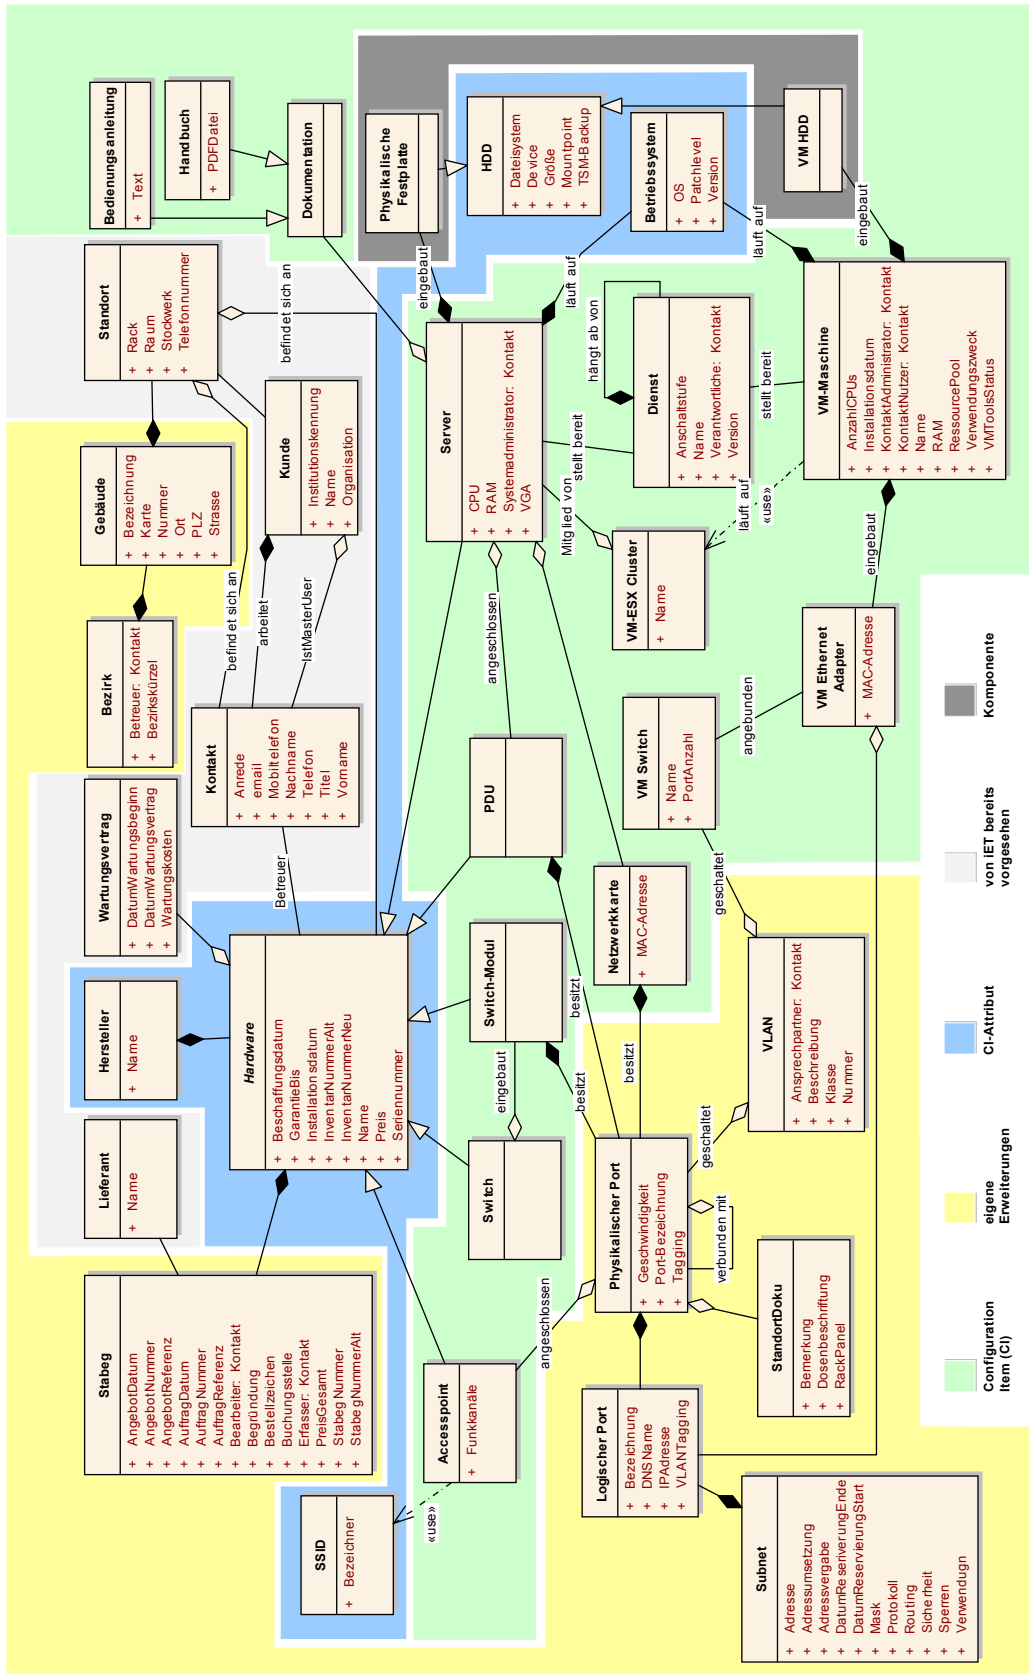 Stabeg
+ AngebotDatum
+ AngebotNummer
+ AngebotReferenz
+ AuftragDatum
+ AuftragNummer
+ AuftragReferenz
+ Bearbeiter: Kontakt
+ Begründung
+ Bestellzeichen
+ Buchungsstelle
+ Erfasser: Kontakt
+ PreisGesamt
+ StabegNummer
+ StabegNummerAlt
Lieferant
+ Name
Hersteller
+ Name
Wartungsvertrag
+ DatumWartungsbeginn
+ DatumWartungsvertrag
+ Wartungskosten
Bezirk
+ Betreuer: Kontakt
+ Bezirkskürzel
Gebäude
+ Bezeichnung
+ Karte
+ Nummer
+ Ort
+ PLZ
+ Strasse
Standort
+ Rack
+ Raum
+ Stockwerk
+ Telefonnummer
Bedienungsanleitung
+ Text
Handbuch
+ PDFDatei
Dokumentation
Kontakt
+ Anrede
+ email
+ Mobiltelefon
+ Nachname
+ Telefon
+ Titel
+ Vorname
Kunde
+ Institutionskennung
+ Name
+ Organisation
befindet sich an
arbeitet
IstMasterUser
befindet sich an
Betreuer
Hardware
+ Beschaffungsdatum
+ GarantieBis
+ Installationsdatum
+ InventarNummerAlt
+ InventarNummerNeu
+ Name
+ Preis
+ Seriennummer
SSID
+ Bezeichner
«use»
Accesspoint
+ Funkkanäle
angeschlossen
Switch
eingebaut
Switch-Modul
besitzt
besitzt
PDU
angeschlossen
Server
+ CPU
+ RAM
+ Systemadministrator: Kontakt
+ VGA
eingebaut
Physikalische
Festplatte
HDD
+ Dateisystem
+ Device
+ Größe
+ Mountpoint
+ TSM-Backup
läuft auf
Betriebssystem
+ OS
+ Patchlevel
+ Version
läuft auf
VM HDD
eingebaut
hängt ab von
Dienst
+ Anschaltstufe
+ Name
+ Verantwortliche: Kontakt
+ Version
stellt bereit
stellt bereit
Mitglied von
VM-ESX Cluster
+ Name
läuft auf
«use»
VM-Maschine
+ AnzahlCPUs
+ Installationsdatum
+ KontaktAdministrator: Kontakt
+ KontaktNutzer: Kontakt
+ Name
+ RAM
+ RessourcePool
+ Verwendungszweck
+ VMToolsStatus
eingebaut
VM Ethernet
Adapter
+ MAC-Adresse
angebunden
VM Switch
+ Name
+ PortAnzahl
geschaltet
Netzwerkkarte
+ MAC-Adresse
besitzt
VLAN
+ Ansprechpartner: Kontakt
+ Beschreibung
+ Klasse
+ Nummer
geschaltet
Physikalischer Port
+ Geschwindigkeit
+ Port-Bezeichnung
+ Tagging
verbunden mit
StandortDoku
+ Bemerkung
+ Dosenbeschriftung
+ RackPanel
Logischer Port
+ Bezeichnung
+ DNSName
+ IPAdresse
+ VLANTagging
Subnet
+ Adresse
+ Adressumsetzung
+ Adressvergabe
+ DatumReseriverungEnde
+ DatumReservierungStart
+ Mask
+ Protokoll
+ Routing
+ Sicherheit
+ Sperren
+ Verwendugn
Configuration
Item (CI)
eigene
Erweiterungen
CI-Attribut
von iET bereits
vorgesehen
Komponente